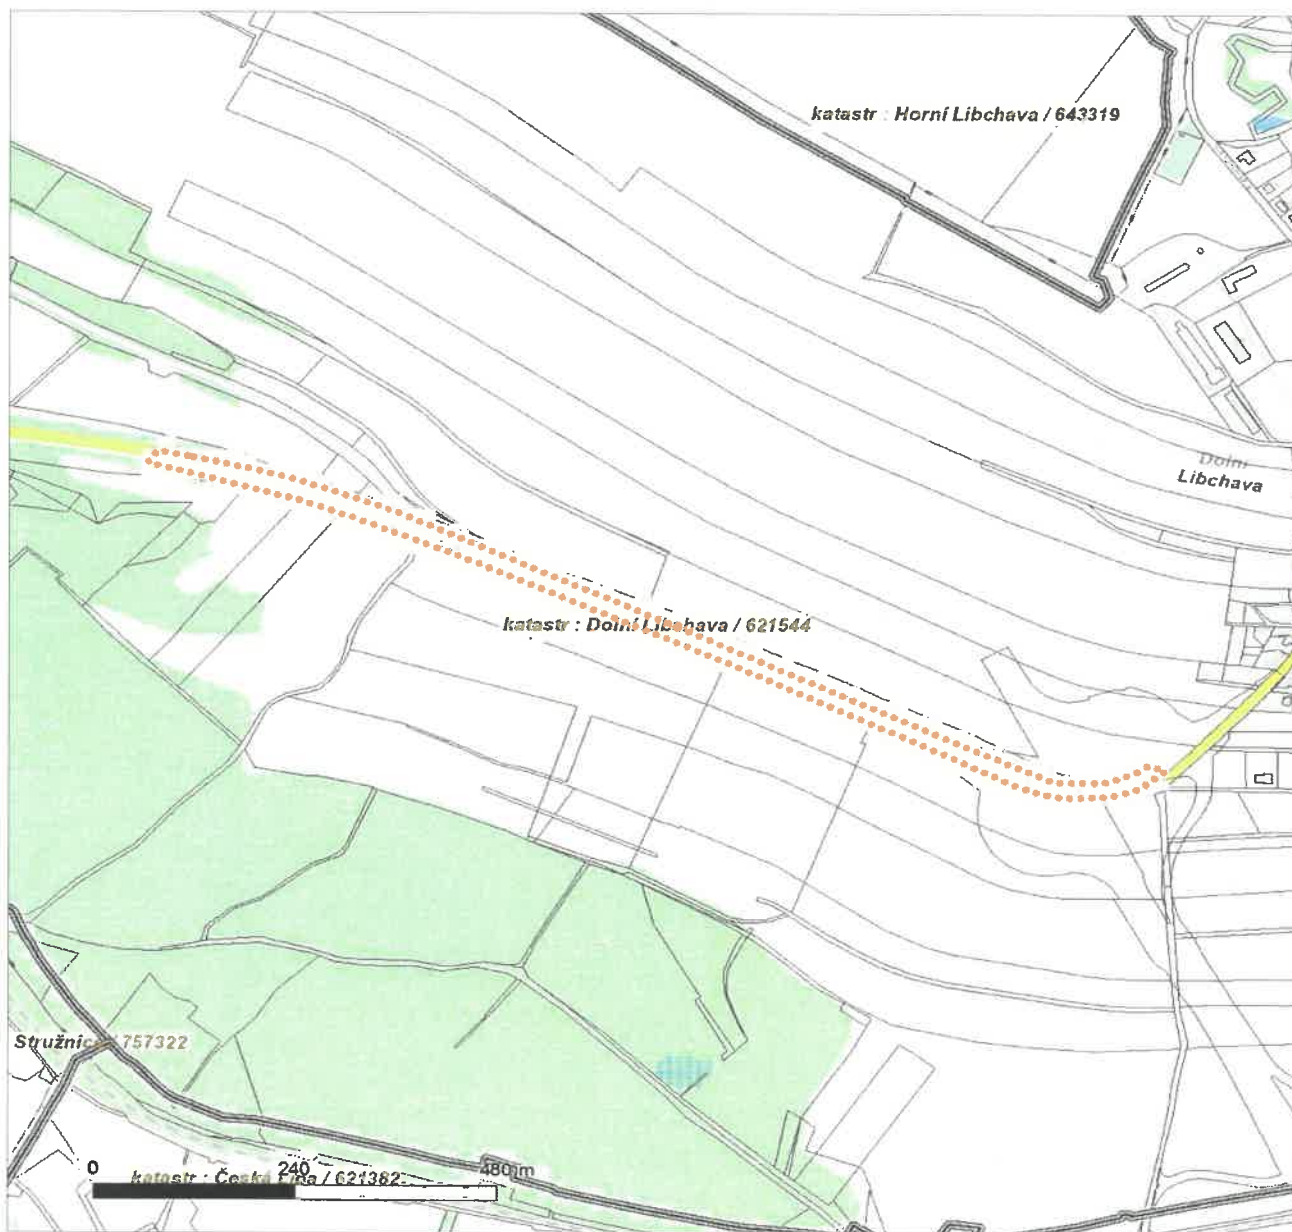 katastr : Horní Libchava / 643319
Dolní
Libchava
katastr : Dolní Libchava / 621544
Stružnice / 757322
0 240 480 m
katastr : Česká Lípa / 621382